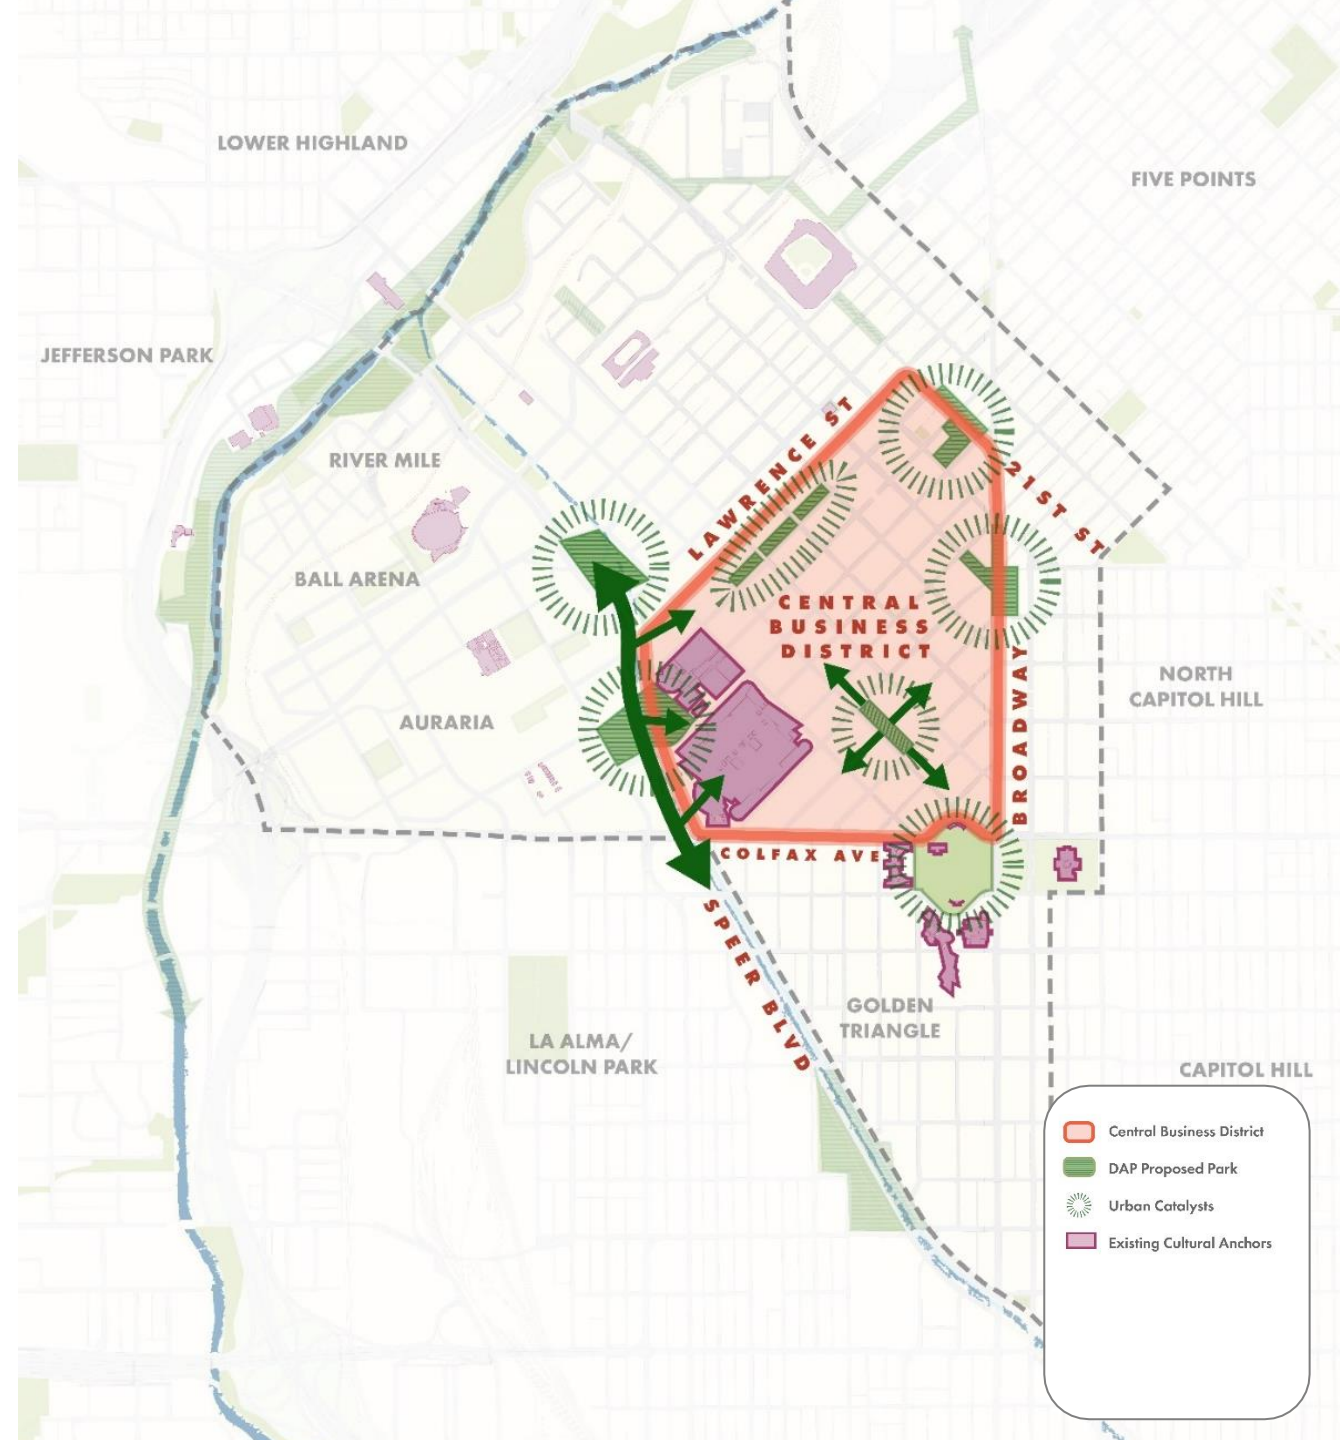 LOWER HIGHLAND
FIVE POINTS
JEFFERSON PARK
LAWRENCE ST
RIVER MILE
21ST ST
BALL ARENA
CENTRAL
BUSINESS
DISTRICT
BROADWAY
NORTH
CAPITOL HILL
AURARIA
COLFAX AVE
SPEER BLVD
GOLDEN
TRIANGLE
LA ALMA/
LINCOLN PARK
CAPITOL HILL
Central Business District
DAP Proposed Park
Urban Catalysts
Existing Cultural Anchors